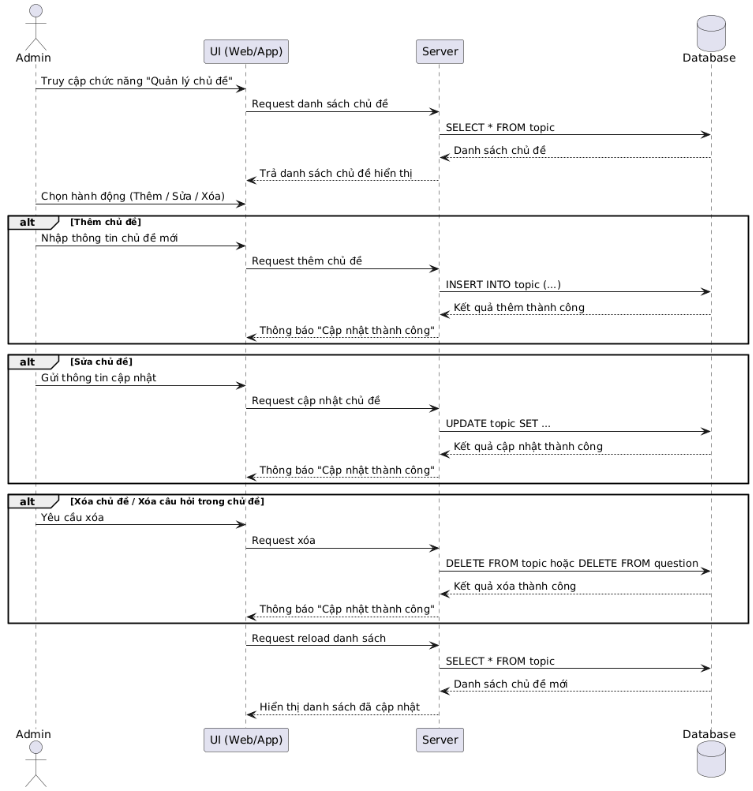 Admin
UI (Web/App)
Server
Database
Truy cập chức năng "Quản lý chủ đề"
Request danh sách chủ đề
SELECT * FROM topic
Danh sách chủ đề
Trả danh sách chủ đề hiển thị
Chọn hành động (Thêm / Sửa / Xóa)
alt [Thêm chủ đề]
Nhập thông tin chủ đề mới
Request thêm chủ đề
INSERT INTO topic (...)
Kết quả thêm thành công
Thông báo "Cập nhật thành công"
alt [Sửa chủ đề]
Gửi thông tin cập nhật
Request cập nhật chủ đề
UPDATE topic SET ...
Kết quả cập nhật thành công
Thông báo "Cập nhật thành công"
alt [Xóa chủ đề / Xóa câu hỏi trong chủ đề]
Yêu cầu xóa
Request xóa
DELETE FROM topic hoặc DELETE FROM question
Kết quả xóa thành công
Thông báo "Cập nhật thành công"
Request reload danh sách
SELECT * FROM topic
Danh sách chủ đề mới
Hiển thị danh sách đã cập nhật
Admin
UI (Web/App)
Server
Database